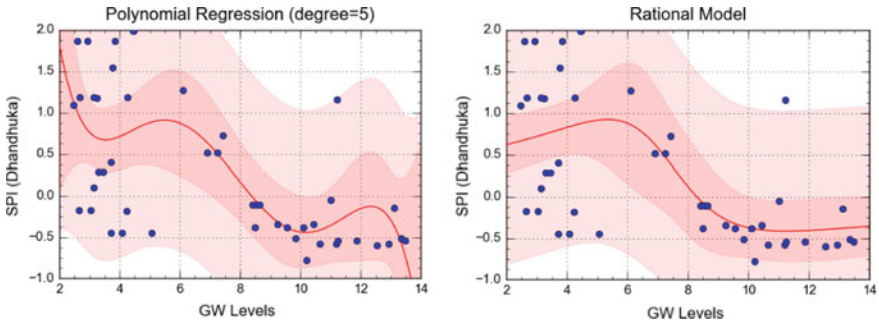 Polynomial Regression (degree=5)
SPI (Dhandhuka)
2.0
1.5
1.0
0.5
0.0
−0.5
−1.0
2 4 6 8 10 12 14
GW Levels
Rational Model
SPI (Dhandhuka)
2.0
1.5
1.0
0.5
0.0
−0.5
−1.0
2 4 6 8 10 12 14
GW Levels